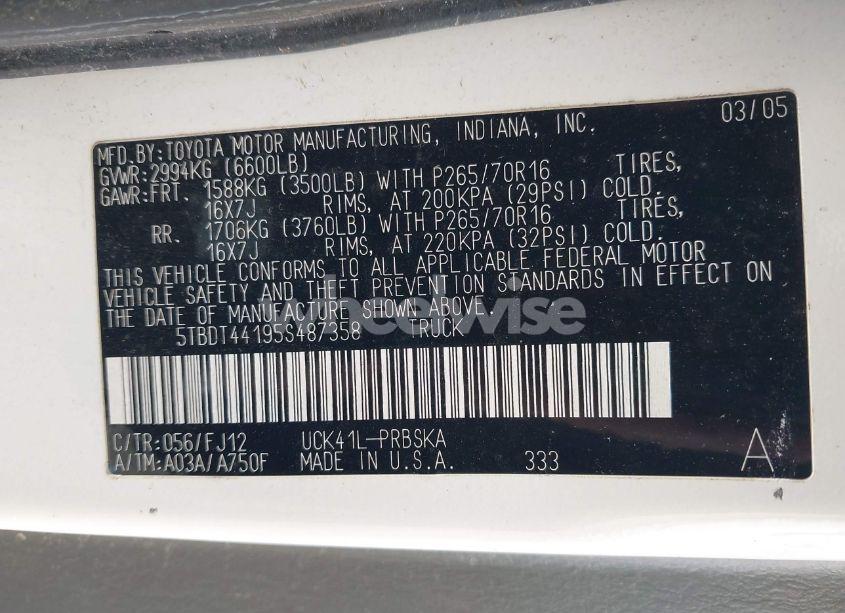 03/05
MFD.BY:TOYOTA MOTOR MANUFACTURING, INDIANA, INC.
GVWR:2994KG (6600LB)
GAWR:FRT. 1588KG (3500LB) WITH P265/70R16 TIRES,
16X7J RIMS, AT 200KPA (29PSI) COLD.
RR. 1706KG (3760LB) WITH P265/70R16 TIRES,
16X7J RIMS, AT 220KPA (32PSI) COLD.
THIS VEHICLE CONFORMS TO ALL APPLICABLE FEDERAL MOTOR
VEHICLE SAFETY AND THEFT PREVENTION STANDARDS IN EFFECT ON
THE DATE OF MANUFACTURE SHOWN ABOVE.
5TBDT44195S487358 TRUCK
wheelwise
C/TR:056/FJ12 UCK41L-PRBSKA
A/TM:A03A/A750F MADE IN U.S.A. 333 A